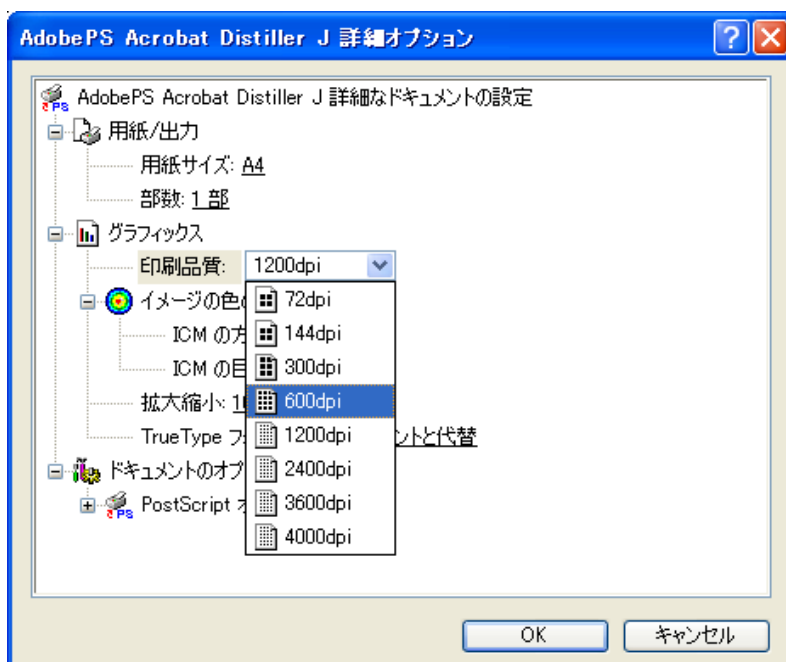 AdobePS Acrobat Distiller J 詳細オプション
AdobePS Acrobat Distiller J 詳細なドキュメントの設定
用紙/出力
用紙サイズ: A4
部数: 1 部
グラフィックス
印刷品質: 1200dpi
72dpi
イメージの色
144dpi
ICM の方
300dpi
ICM の目
600dpi
拡大縮小:
1200dpi
TrueType フ
ントと代替
2400dpi
ドキュメントのオプ
3600dpi
PostScript
4000dpi
OK
キャンセル